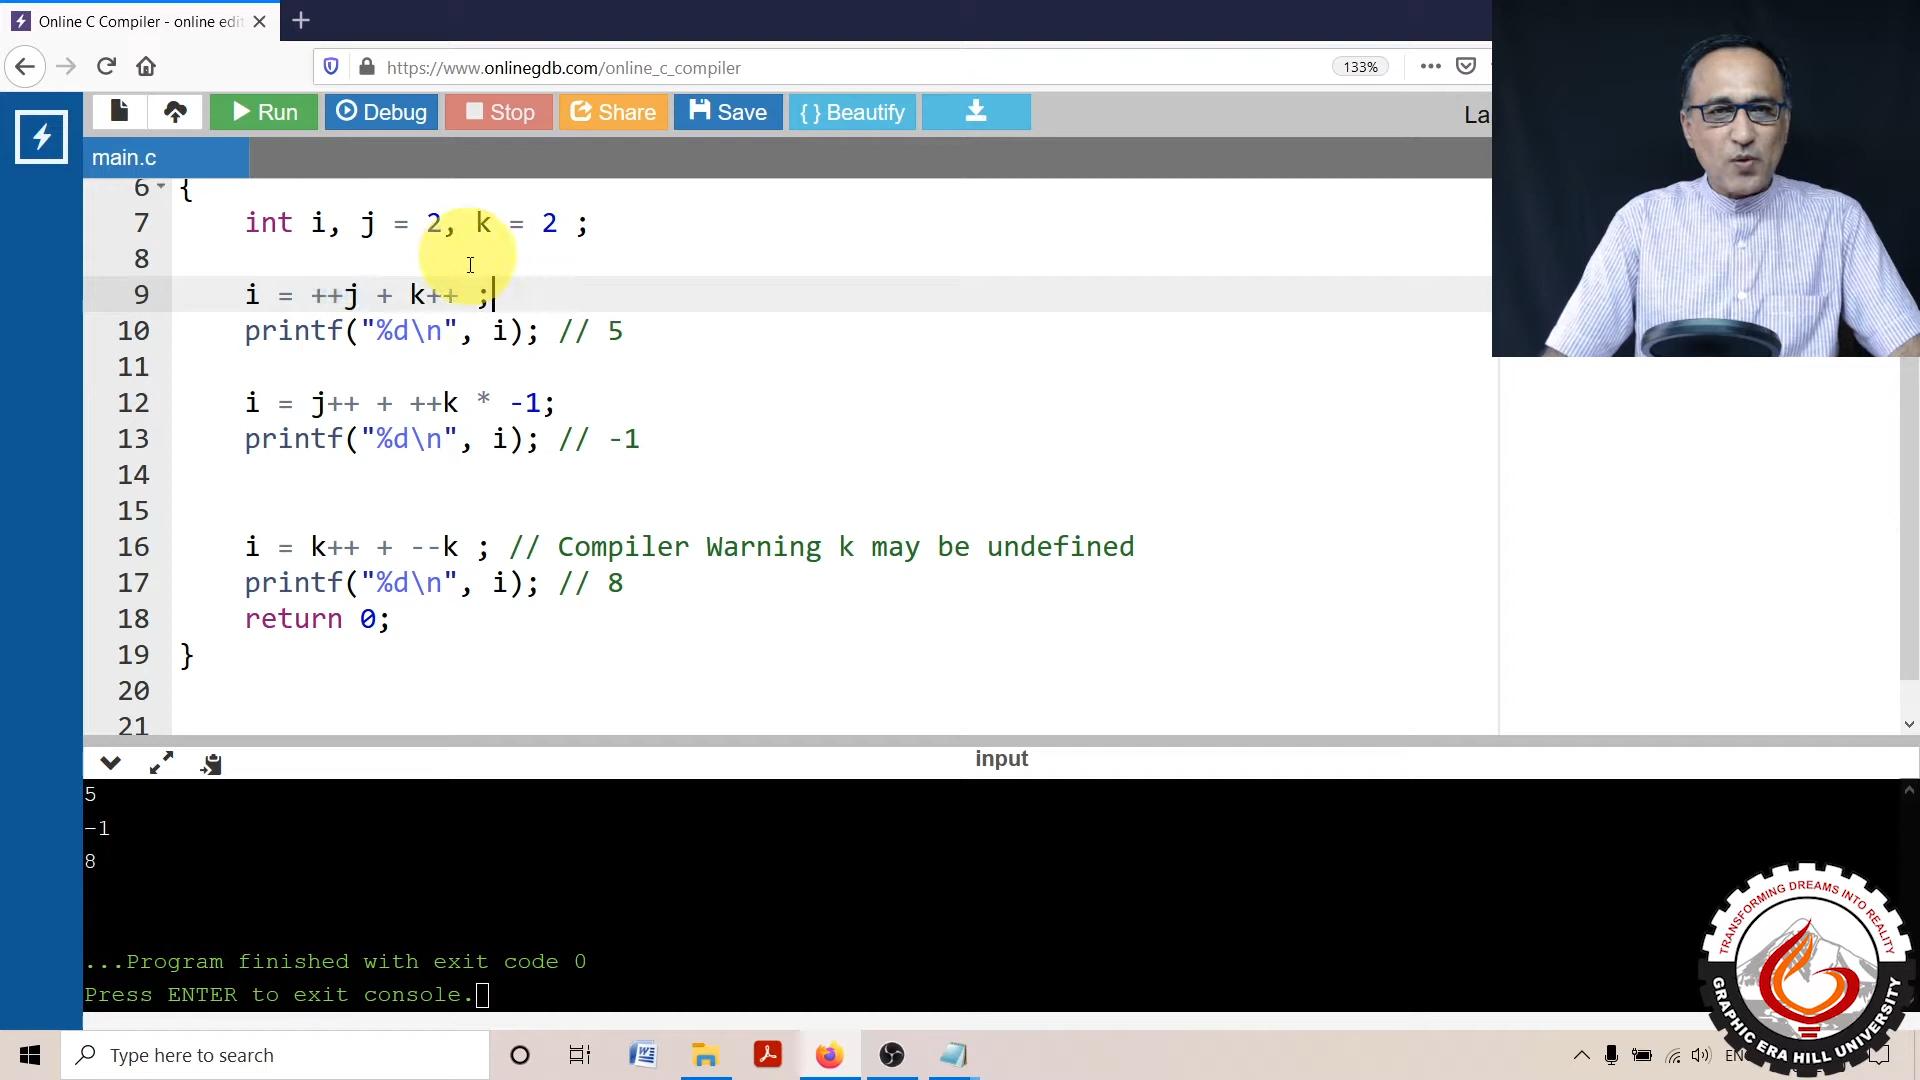 Online C Compiler - online edit
https://www.onlinegdb.com/online_c_compiler
133%
Run
Debug
Stop
Share
Save
{ } Beautify
La
main.c
6 {
7 int i, j = 2, k = 2 ;
8
9 i = ++j + k++ ;
10 printf("%d\n", i); // 5
11
12 i = j++ + ++k * -1;
13 printf("%d\n", i); // -1
14
15
16 i = k++ + --k ; // Compiler Warning k may be undefined
17 printf("%d\n", i); // 8
18 return 0;
19 }
20
21
input
5
-1
8
...Program finished with exit code 0
Press ENTER to exit console.
TRANSFORMING DREAMS INTO REALITY
GRAPHIC ERA HILL UNIVERSITY
Type here to search